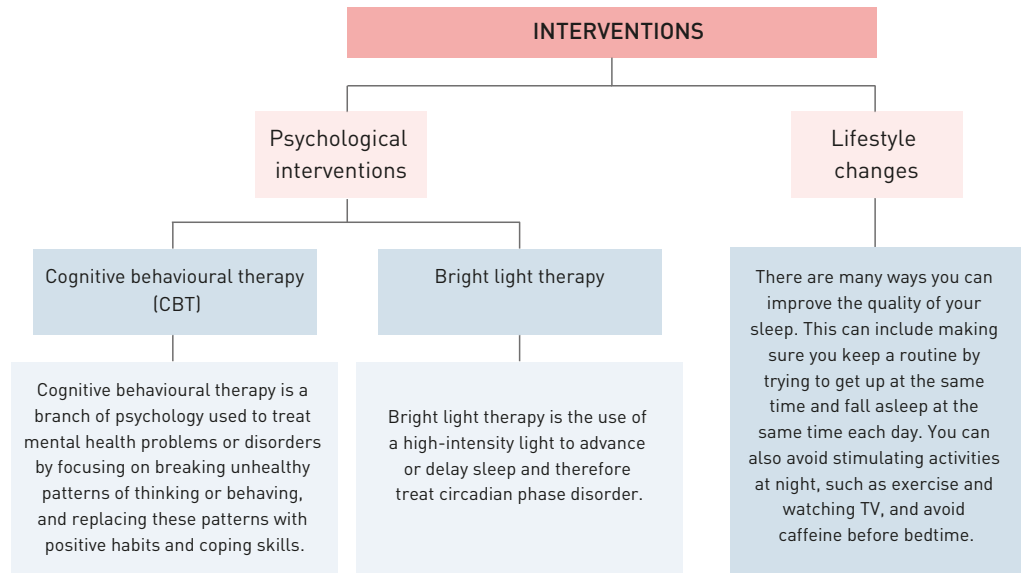 INTERVENTIONS
Psychological
interventions
Lifestyle
changes
Cognitive behavioural therapy
(CBT)
Bright light therapy
Cognitive behavioural therapy is a
branch of psychology used to treat
mental health problems or disorders
by focusing on breaking unhealthy
patterns of thinking or behaving,
and replacing these patterns with
positive habits and coping skills.
Bright light therapy is the use of
a high-intensity light to advance
or delay sleep and therefore
treat circadian phase disorder.
There are many ways you can
improve the quality of your
sleep. This can include making
sure you keep a routine by
trying to get up at the same
time and fall asleep at the
same time each day. You can
also avoid stimulating activities
at night, such as exercise and
watching TV, and avoid
caffeine before bedtime.